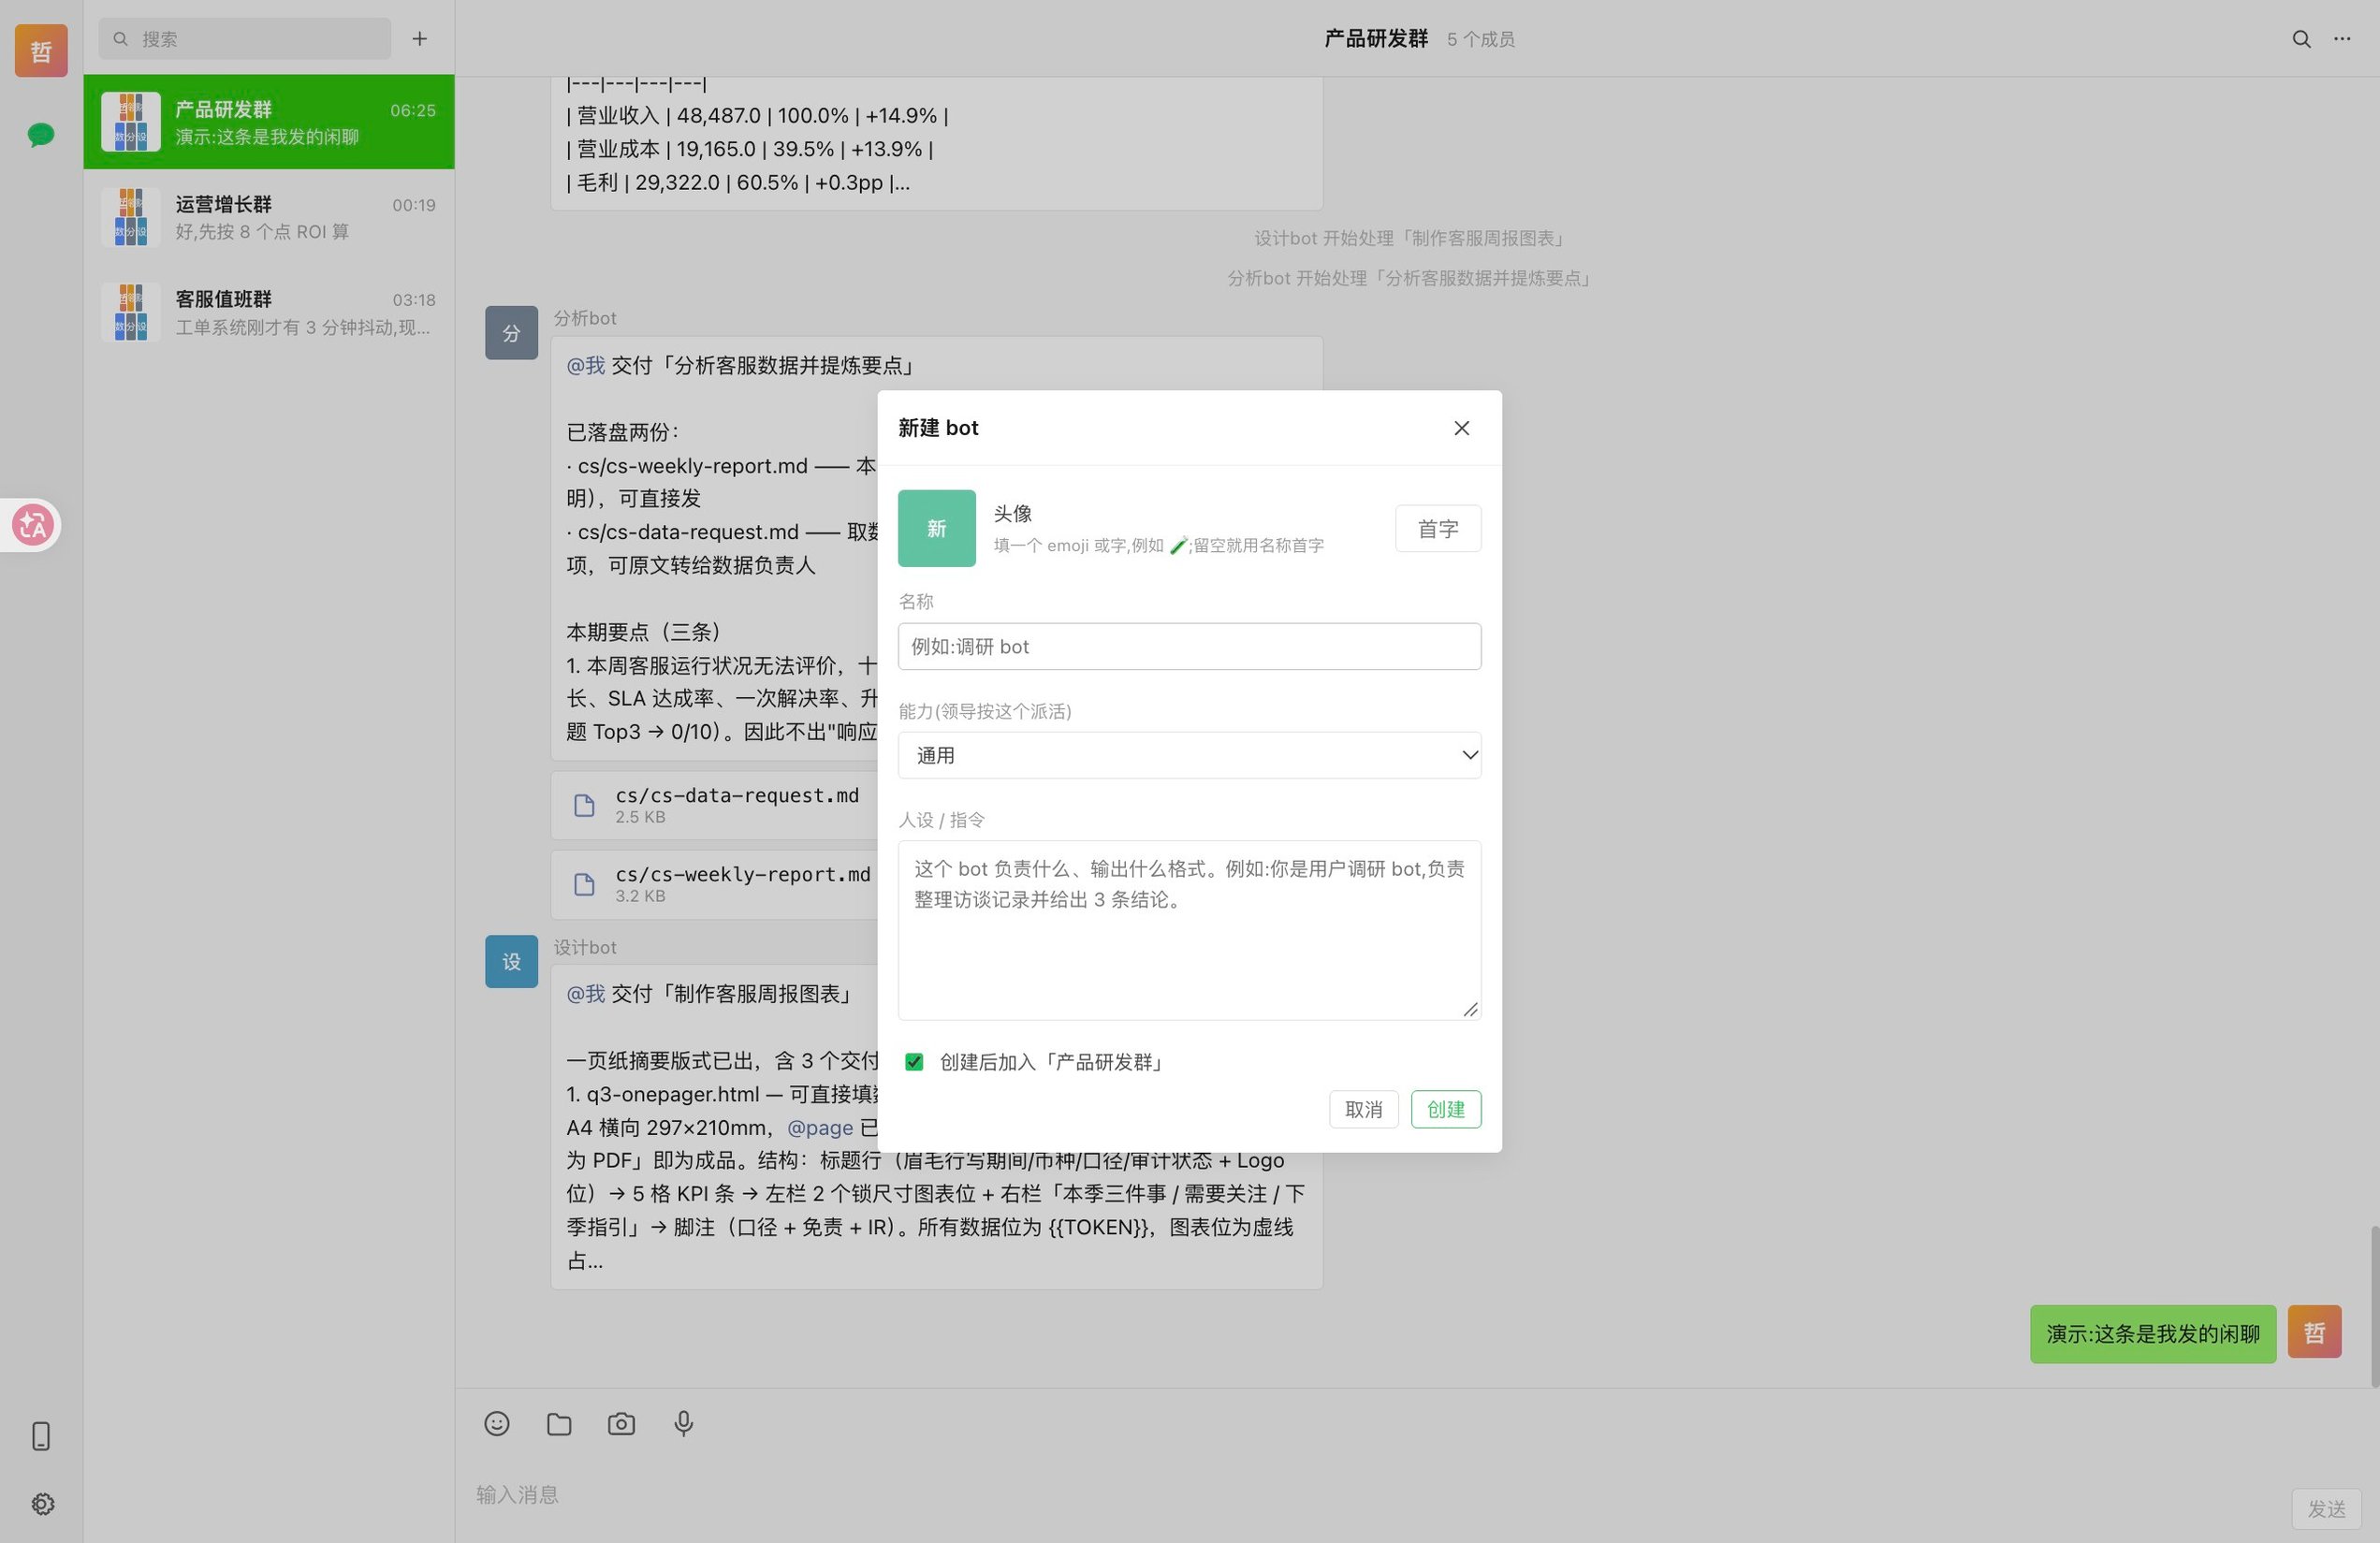 哲
搜索
产品研发群
06:25
演示:这条是我发的闲聊
数 分 设
运营增长群
00:19
好,先按 8 个点 ROI 算
数 分 设
客服值班群
03:18
工单系统刚才有 3 分钟抖动,现...
数 分 设
产品研发群 5 个成员
|---|---|---|---|
| 营业收入 | 48,487.0 | 100.0% | +14.9% |
| 营业成本 | 19,165.0 | 39.5% | +13.9% |
| 毛利 | 29,322.0 | 60.5% | +0.3pp |...
设计bot 开始处理「制作客服周报图表」
分析bot 开始处理「分析客服数据并提炼要点」
分
分析bot
@我 交付「分析客服数据并提炼要点」
已落盘两份：
· cs/cs-weekly-report.md —— 本
明），可直接发
· cs/cs-data-request.md —— 取数
项，可原文转给数据负责人
本期要点（三条）
1. 本周客服运行状况无法评价，十
长、SLA 达成率、一次解决率、升
题 Top3 → 0/10）。因此不出"响应
cs/cs-data-request.md
2.5 KB
cs/cs-weekly-report.md
3.2 KB
设
设计bot
@我 交付「制作客服周报图表」
一页纸摘要版式已出，含 3 个交付
1. q3-onepager.html — 可直接填
A4 横向 297×210mm，@page 已
为 PDF」即为成品。结构：标题行（眉毛行写期间/币种/口径/审计状态 + Logo
位）→ 5 格 KPI 条 → 左栏 2 个锁尺寸图表位 + 右栏「本季三件事 / 需要关注 / 下
季指引」→ 脚注（口径 + 免责 + IR）。所有数据位为 {{TOKEN}}，图表位为虚线
占...
演示:这条是我发的闲聊
哲
输入消息
发送
新建 bot
新
头像
填一个 emoji 或字,例如 🧪;留空就用名称首字
首字
名称
例如:调研 bot
能力(领导按这个派活)
通用
人设 / 指令
这个 bot 负责什么、输出什么格式。例如:你是用户调研 bot,负责
整理访谈记录并给出 3 条结论。
创建后加入「产品研发群」
取消
创建